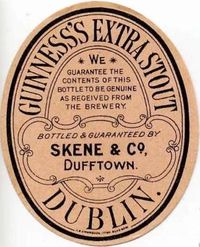 GUINNESS'S EXTRA STOUT
WE
GUARANTEE THE
CONTENTS OF THIS
BOTTLE TO BE GENUINE
AS RECEIVED FROM
THE BREWERY.
BOTTLED & GUARANTEED BY
SKENE & Co,
DUFFTOWN.
DUBLIN.